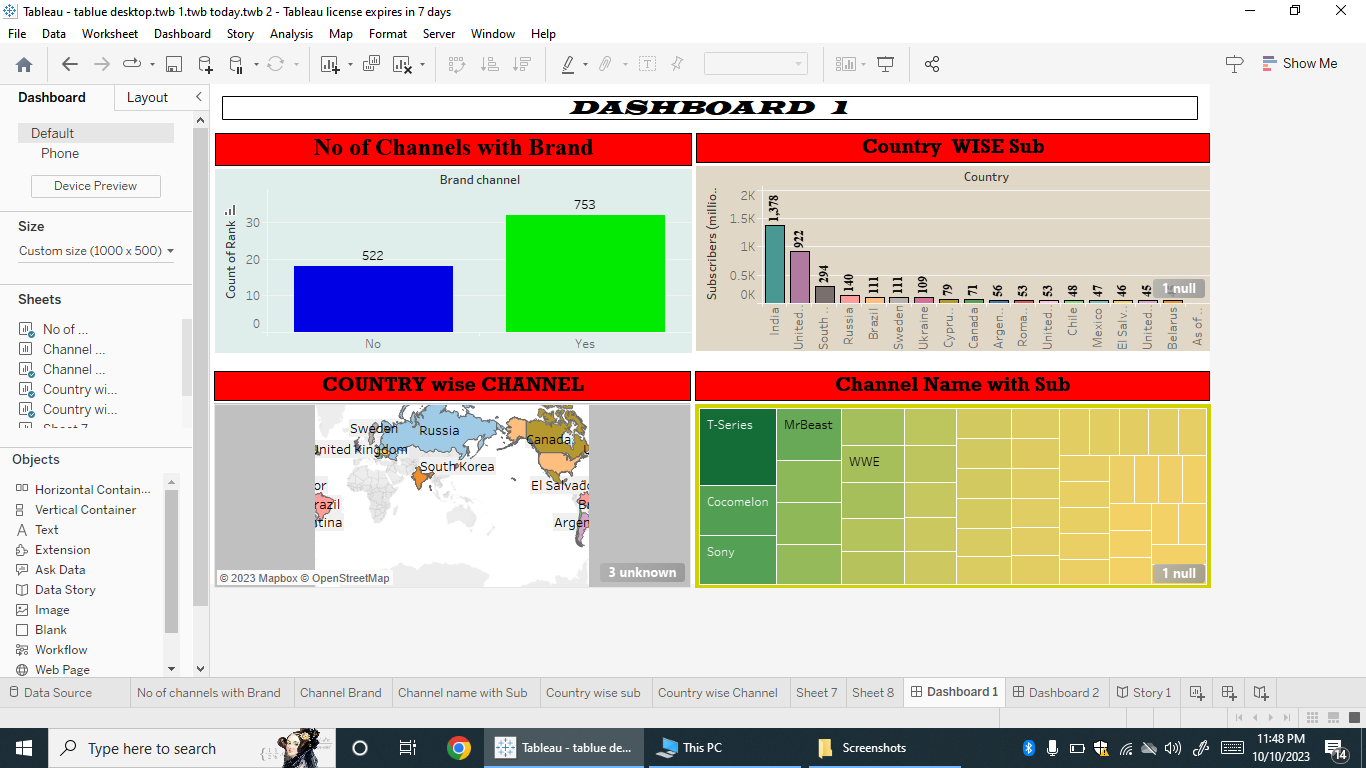 Tableau - tablue desktop.twb 1.twb today.twb 2 - Tableau license expires in 7 days
File Data Worksheet Dashboard Story Analysis Map Format Server Window Help
Show Me
Dashboard Layout
Default
Phone
Device Preview
Size
Custom size (1000 x 500)
Sheets
No of ...
Channel ...
Channel ...
Country wi...
Country wi...
Objects
Horizontal Contain...
Vertical Container
Text
Extension
Ask Data
Data Story
Image
Blank
Workflow
Web Page
DASHBOARD 1
No of Channels with Brand
Brand channel
Count of Rank
30
20
10
0
522
753
No Yes
Country WISE Sub
Country
Subscribers (millio..
2K
1.5K
1K
0.5K
0K
1,378 922 294 140 111 111 109 79 71 56 53 53 48 47 46 45
1 null
India United.. South .. Russia Brazil Sweden Ukraine Cypru.. Canada Argen.. Roma.. United.. Chile Mexico El Salv.. United.. Belarus As of ..
COUNTRY wise CHANNEL
Sweden
Russia
Canada
United Kingdom
South Korea
El Salvado
or
razil
tina
Argen
© 2023 Mapbox © OpenStreetMap
3 unknown
Channel Name with Sub
T-Series
MrBeast
WWE
Cocomelon
Sony
1 null
Data Source No of channels with Brand Channel Brand Channel name with Sub Country wise sub Country wise Channel Sheet 7 Sheet 8 Dashboard 1 Dashboard 2 Story 1
Type here to search
Tableau - tablue de...
This PC
Screenshots
11:48 PM
10/10/2023
14